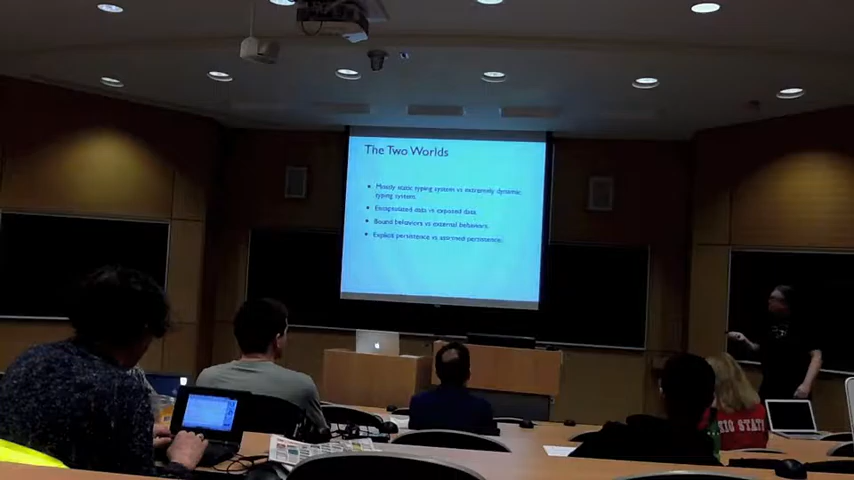 The Two Worlds
• Mostly static typing system vs extremely dynamic
typing system.
• Encapsulated data vs exposed data.
• Bound behaviors vs external behaviors.
• Explicit persistence vs assumed persistence.
STATE